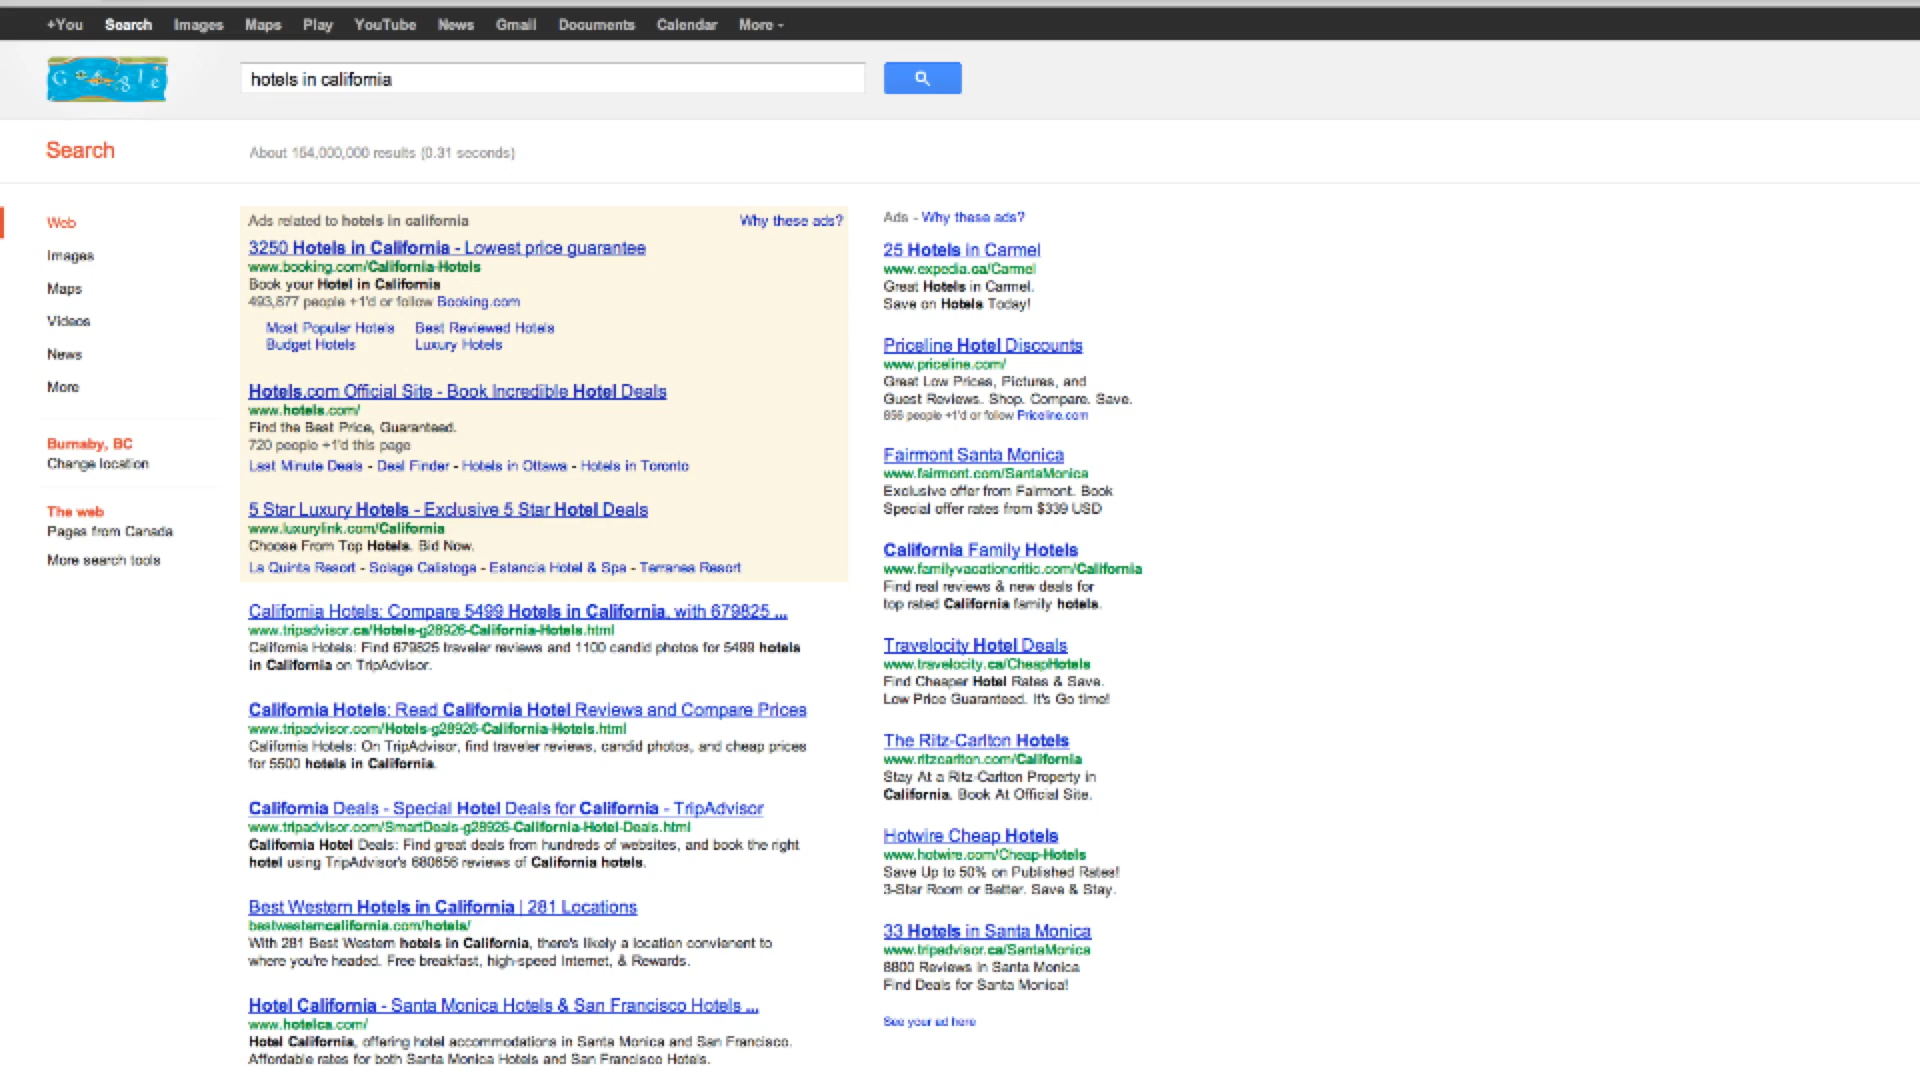 +You Search Images Maps Play YouTube News Gmail Documents Calendar More
Google
hotels in california
Search
About 154,000,000 results (0.31 seconds)
Web
Images
Maps
Videos
News
More
Burnaby, BC
Change location
The web
Pages from Canada
More search tools
Ads related to hotels in california
Why these ads?
3250 Hotels in California - Lowest price guarantee
www.booking.com/California-Hotels
Book your Hotel in California
493,877 people +1'd or follow Booking.com
Most Popular Hotels Best Reviewed Hotels
Budget Hotels Luxury Hotels
Hotels.com Official Site - Book Incredible Hotel Deals
www.hotels.com/
Find the Best Price, Guaranteed.
720 people +1'd this page
Last Minute Deals - Deal Finder - Hotels in Ottawa - Hotels in Toronto
5 Star Luxury Hotels - Exclusive 5 Star Hotel Deals
www.luxurylink.com/California
Choose From Top Hotels. Bid Now.
La Quinta Resort - Solage Calistoga - Estancia Hotel & Spa - Terranea Resort
California Hotels: Compare 5499 Hotels in California, with 679825 ...
www.tripadvisor.ca/Hotels-g28926-California-Hotels.html
California Hotels: Find 679825 traveler reviews and 1100 candid photos for 5499 hotels
in California on TripAdvisor.
California Hotels: Read California Hotel Reviews and Compare Prices
www.tripadvisor.com/Hotels-g28926-California-Hotels.html
California Hotels: On TripAdvisor, find traveler reviews, candid photos, and cheap prices
for 5500 hotels in California.
California Deals - Special Hotel Deals for California - TripAdvisor
www.tripadvisor.com/SmartDeals-g28926-California-Hotel-Deals.html
California Hotel Deals: Find great deals from hundreds of websites, and book the right
hotel using TripAdvisor's 680656 reviews of California hotels.
Best Western Hotels in California | 281 Locations
bestwesterncalifornia.com/hotels/
With 281 Best Western hotels in California, there's likely a location convienent to
where you're headed. Free breakfast, high-speed Internet, & Rewards.
Hotel California - Santa Monica Hotels & San Francisco Hotels ...
www.hotelca.com/
Hotel California, offering hotel accommodations in Santa Monica and San Francisco.
Affordable rates for both Santa Monica Hotels and San Francisco Hotels.
Ads - Why these ads?
25 Hotels in Carmel
www.expedia.ca/Carmel
Great Hotels in Carmel.
Save on Hotels Today!
Priceline Hotel Discounts
www.priceline.com/
Great Low Prices, Pictures, and
Guest Reviews. Shop. Compare. Save.
856 people +1'd or follow Priceline.com
Fairmont Santa Monica
www.fairmont.com/SantaMonica
Exclusive offer from Fairmont. Book
Special offer rates from $339 USD
California Family Hotels
www.familyvacationcritic.com/California
Find real reviews & new deals for
top rated California family hotels.
Travelocity Hotel Deals
www.travelocity.ca/CheapHotels
Find Cheaper Hotel Rates & Save.
Low Price Guaranteed. It's Go time!
The Ritz-Carlton Hotels
www.ritzcarlton.com/California
Stay At a Ritz-Carlton Property in
California. Book At Official Site.
Hotwire Cheap Hotels
www.hotwire.com/Cheap-Hotels
Save Up to 50% on Published Rates!
3-Star Room or Better. Save & Stay.
33 Hotels in Santa Monica
www.tripadvisor.ca/SantaMonica
8800 Reviews in Santa Monica
Find Deals for Santa Monica!
See your ad here